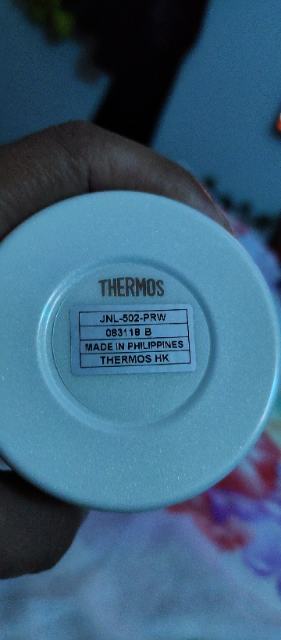 THERMOS
JNL-502-PRW
083118 B
MADE IN PHILIPPINES
THERMOS HK